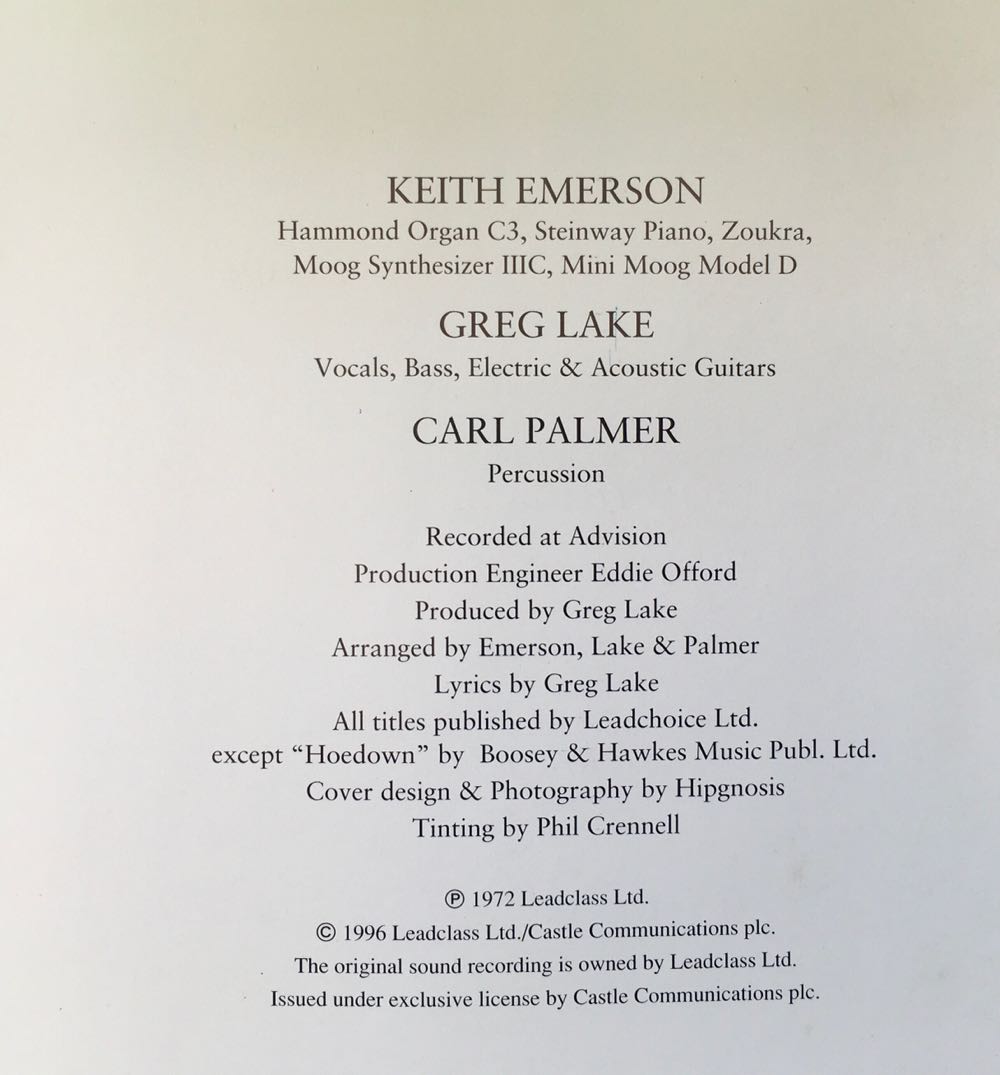 KEITH EMERSON
Hammond Organ C3, Steinway Piano, Zoukra,
Moog Synthesizer IIIC, Mini Moog Model D
GREG LAKE
Vocals, Bass, Electric & Acoustic Guitars
CARL PALMER
Percussion
Recorded at Advision
Production Engineer Eddie Offord
Produced by Greg Lake
Arranged by Emerson, Lake & Palmer
Lyrics by Greg Lake
All titles published by Leadchoice Ltd.
except “Hoedown” by Boosey & Hawkes Music Publ. Ltd.
Cover design & Photography by Hipgnosis
Tinting by Phil Crennell
℗ 1972 Leadclass Ltd.
© 1996 Leadclass Ltd./Castle Communications plc.
The original sound recording is owned by Leadclass Ltd.
Issued under exclusive license by Castle Communications plc.